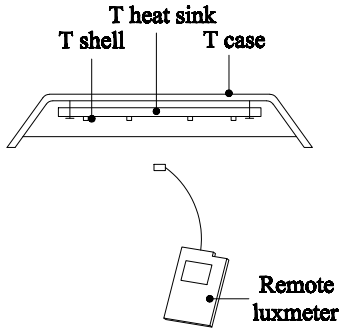 T heat sink
T shell
T case
Remote
luxmeter